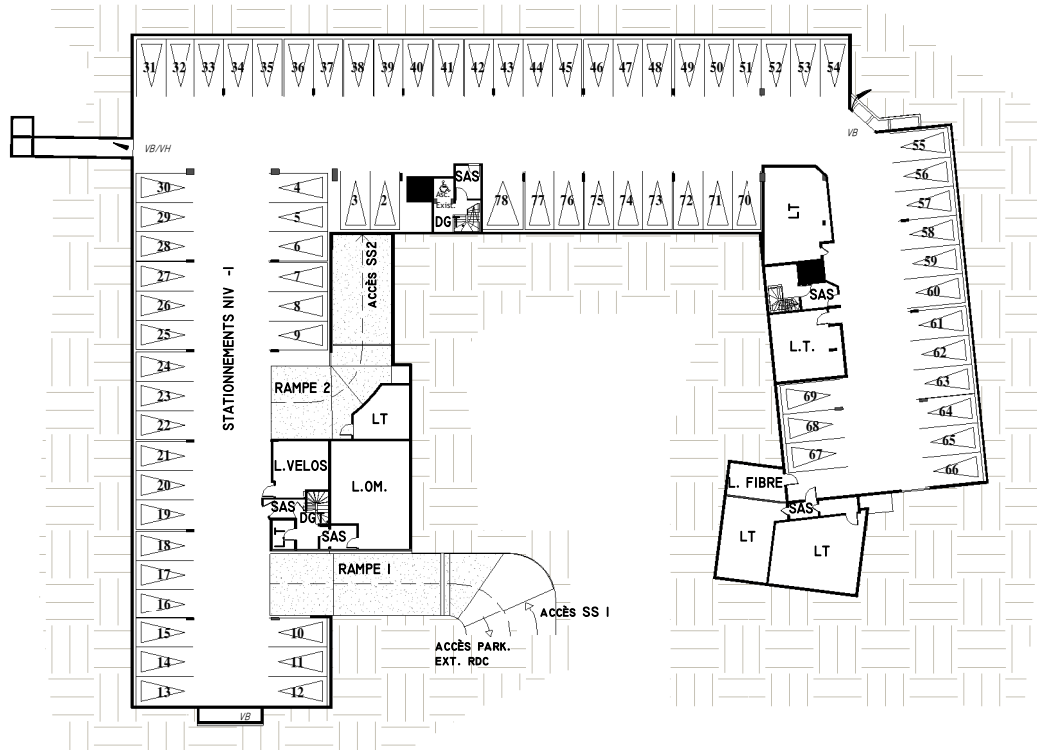 31 32 33 34 35 36 37 38 39 40 41 42 43 44 45 46 47 48 49 50 51 52 53 54
VB/VH
VB
55
56
57
58
59
60
61
62
63
64
65
66
30 4
29 5
28 6
27 7
26 8
25 9
24
23
22
21
20
19
18
17
16
15 10
14 11
13 12
VB
STATIONNEMENTS NIV -1
3 2
ASC.
Exist.
SAS
DGT
78 77 76 75 74 73 72 71 70
LT
SAS
L.T.
69
68
67
ACCÈS SS2
RAMPE 2
LT
L.VELOS
L.OM.
SAS
DGT
SAS
L. FIBRE
SAS
LT
LT
RAMPE 1
ACCÈS SS 1
ACCÈS PARK.
EXT. RDC